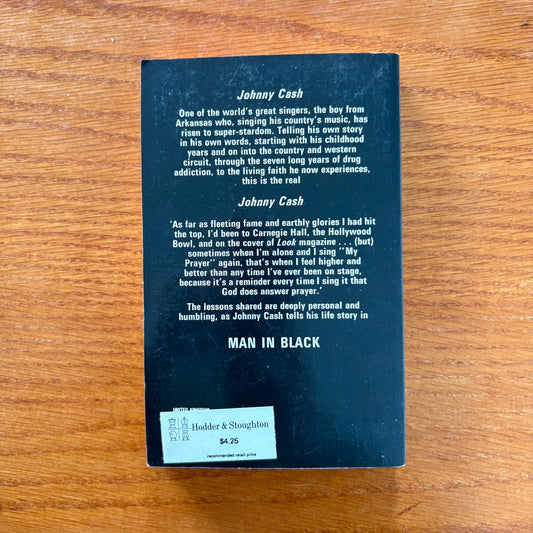 Johnny Cash
One of the world's great singers, the boy from
Arkansas who, singing his country's music, has
risen to super-stardom. Telling his own story
in his own words, starting with his childhood
years and on into the country and western
circuit, through the seven long years of drug
addiction, to the living faith he now experiences,
this is the real
Johnny Cash
'As far as fleeting fame and earthly glories I had hit
the top, I'd been to Carnegie Hall, the Hollywood
Bowl, and on the cover of Look magazine . . . (but)
sometimes when I'm alone and I sing "My
Prayer" again, that's when I feel higher and
better than any time I've ever been on stage,
because it's a reminder every time I sing it that
God does answer prayer.'
The lessons shared are deeply personal and
humbling, as Johnny Cash tells his life story in
MAN IN BLACK
UNITED KINGDOM
Hodder & Stoughton
$4.25
recommended retail price